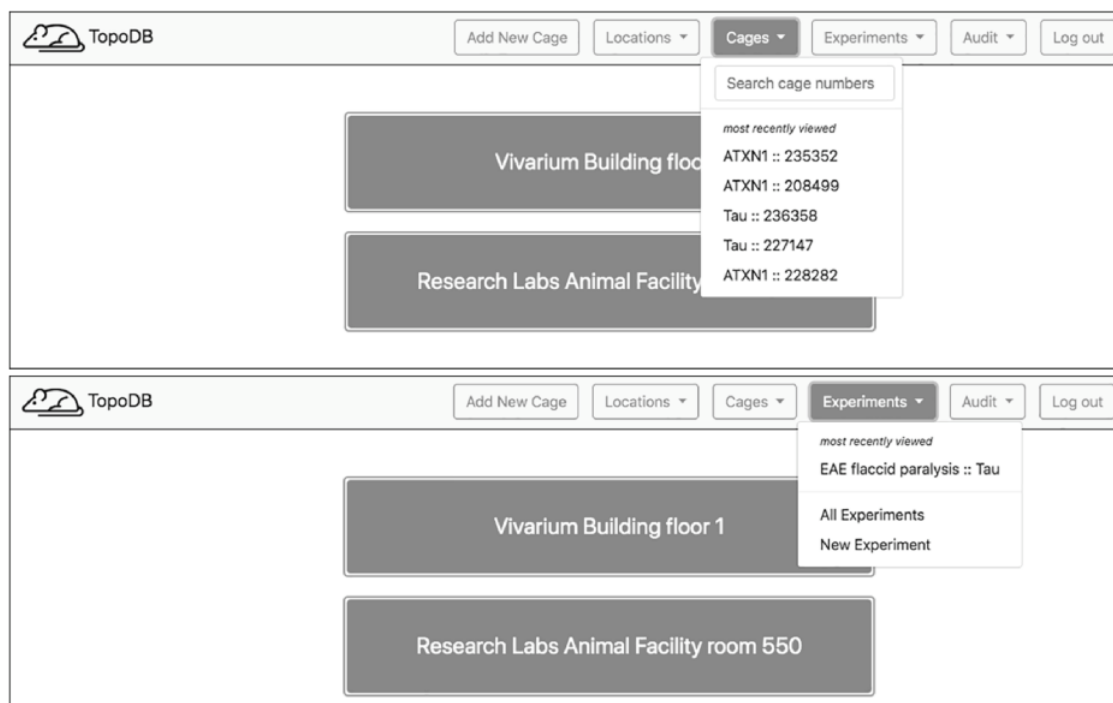 TopoDB
Add New Cage
Locations
Cages
Experiments
Audit
Log out
Search cage numbers
most recently viewed
ATXN1 :: 235352
ATXN1 :: 208499
Tau :: 236358
Tau :: 227147
ATXN1 :: 228282
Vivarium Building
Research Labs Animal Facility
TopoDB
Add New Cage
Locations
Cages
Experiments
Audit
Log out
most recently viewed
EAE flaccid paralysis :: Tau
All Experiments
New Experiment
Vivarium Building floor 1
Research Labs Animal Facility room 550